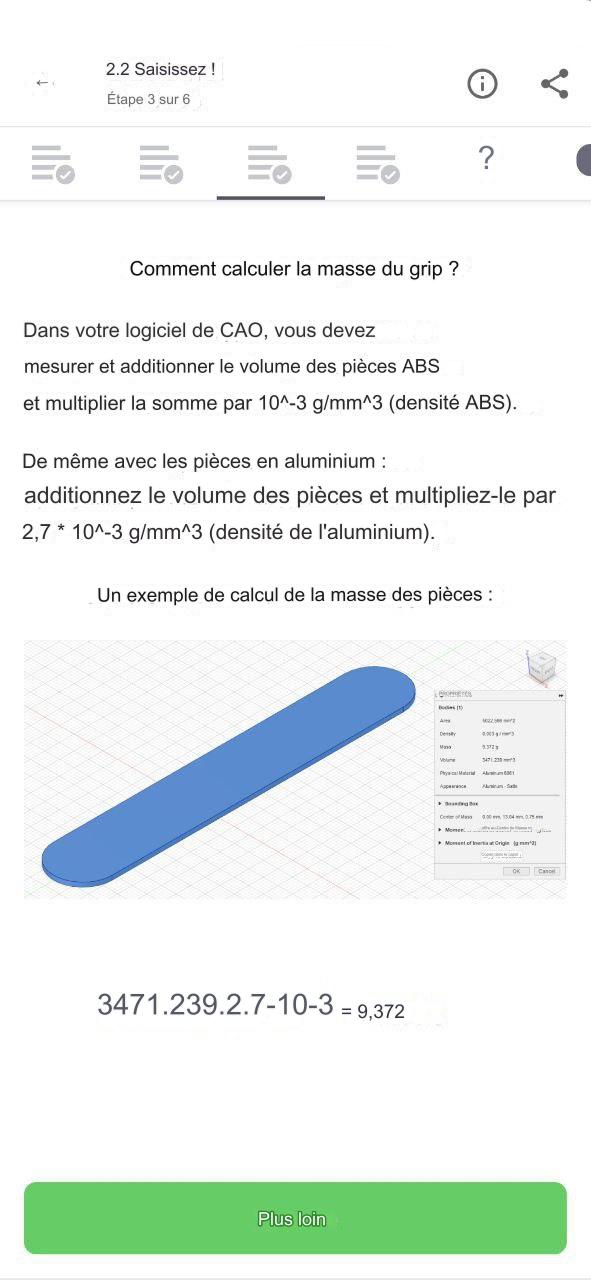 2.2 Saisissez !
Étape 3 sur 6
?
Comment calculer la masse du grip ?
Dans votre logiciel de CAO, vous devez
mesurer et additionner le volume des pièces ABS
et multiplier la somme par 10^-3 g/mm^3 (densité ABS).
De même avec les pièces en aluminium :
additionnez le volume des pièces et multipliez-le par
2,7 * 10^-3 g/mm^3 (densité de l'aluminium).
Un exemple de calcul de la masse des pièces :
PROPRIÉTÉS
Bodies (1)
Area 5022.566 mm^2
Density 0.003 g / mm^3
Mass 9.372 g
Volume 3471.239 mm^3
Physical Material Aluminum 6061
Appearance Aluminum - Satin
Bounding Box
Center of Mass 0.00 mm, 13.04 mm, 0.75 mm
Moment of Inertia at Origin (g mm^2)
OK Cancel
3471.239.2.7-10-3 = 9,372
Plus loin